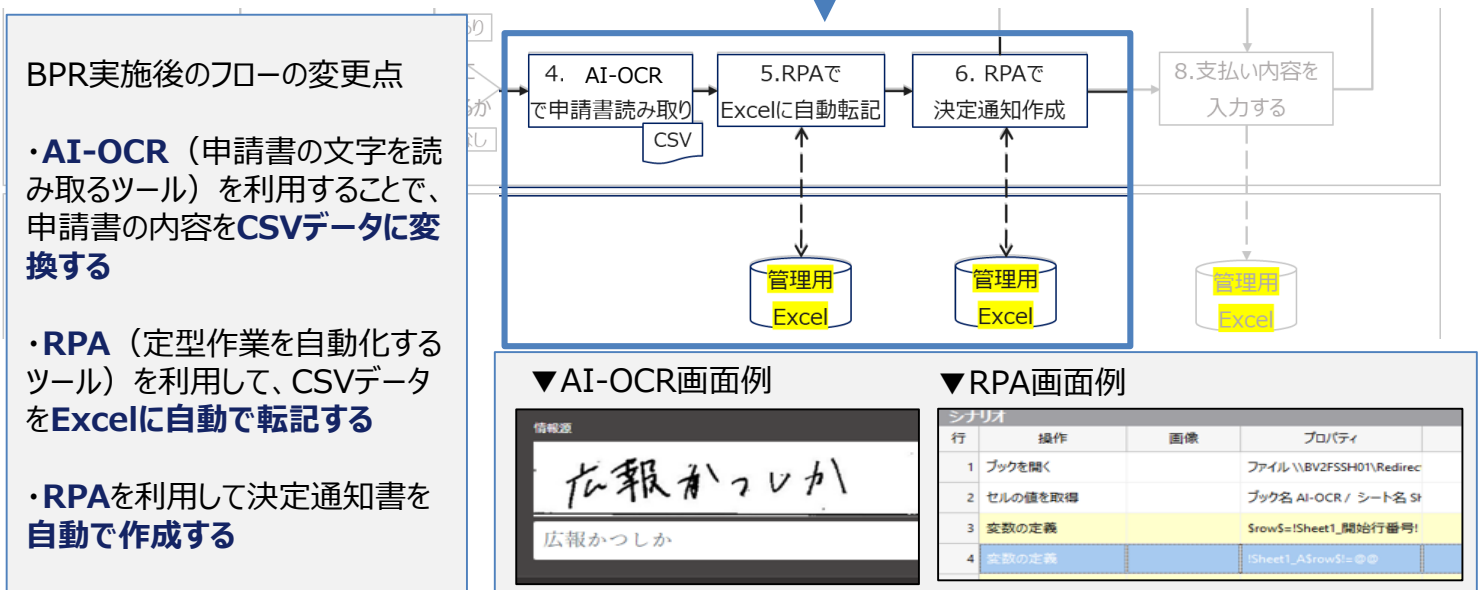 BPR実施後のフローの変更点
・AI-OCR（申請書の文字を読
み取るツール）を利用することで、
申請書の内容をCSVデータに変
換する
・RPA（定型作業を自動化する
ツール）を利用して、CSVデータ
をExcelに自動で転記する
・RPAを利用して決定通知書を
自動で作成する
4. AI-OCR
で申請書読み取り
CSV
5.RPAで
Excelに自動転記
6. RPAで
決定通知作成
8.支払い内容を
入力する
管理用
Excel
管理用
Excel
管理用
Excel
▼AI-OCR画面例
情報源
広報かつしか
広報かつしか
▼RPA画面例
シナリオ
行 操作 画像 プロパティ
1 ブックを開く ファイル \\BV2FSSH01\Redirec
2 セルの値を取得 ブック名 AI-OCR / シート名 Sh
3 変数の定義 $row$=!Sheet1_開始行番号!
4 変数の定義 !Sheet1_A$row$!=@@